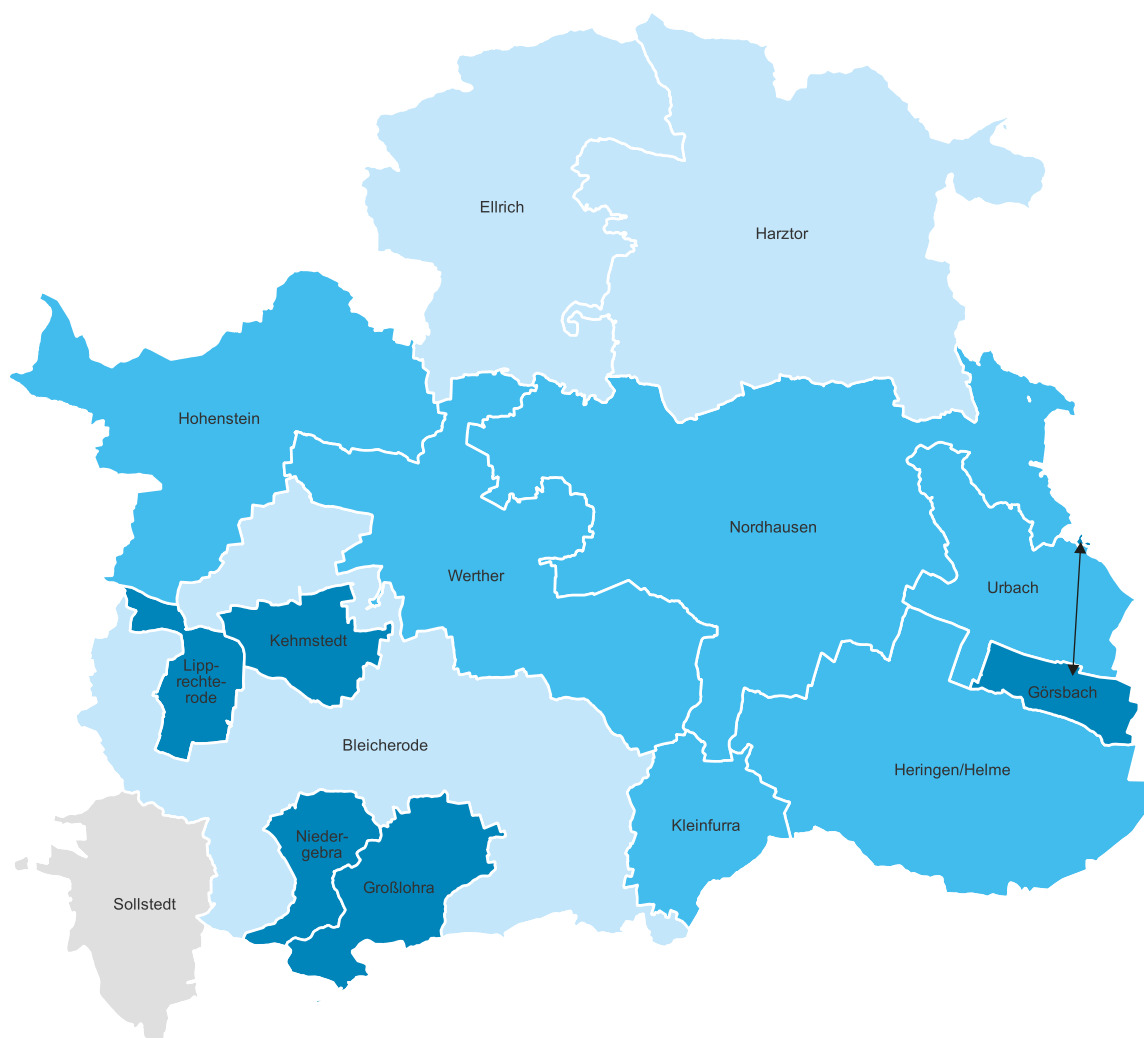 Ellrich
Harztor
Hohenstein
Nordhausen
Werther
Urbach
Kehmstedt
Lipp-
rechte-
rode
Görsbach
Bleicherode
Heringen/Helme
Kleinfurra
Nieder-
gebra
Großlohra
Sollstedt